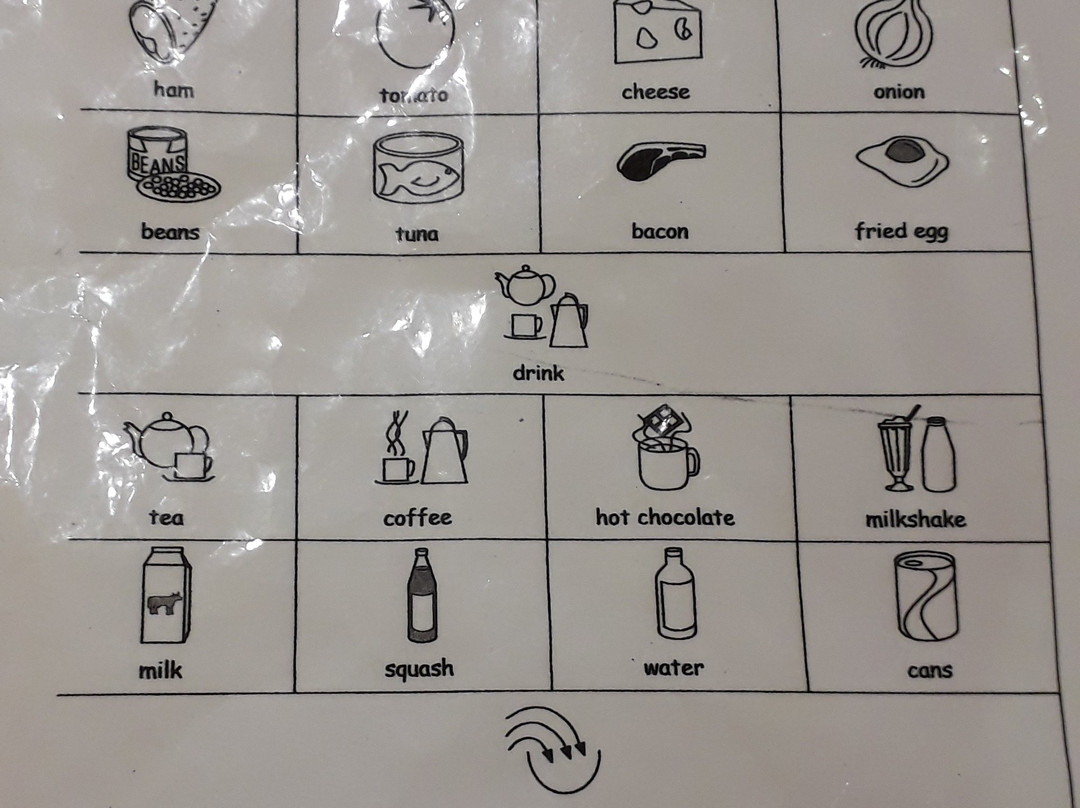 ham tomato cheese onion
BEANS
beans tuna bacon fried egg
drink
tea coffee hot chocolate milkshake
milk squash water cans